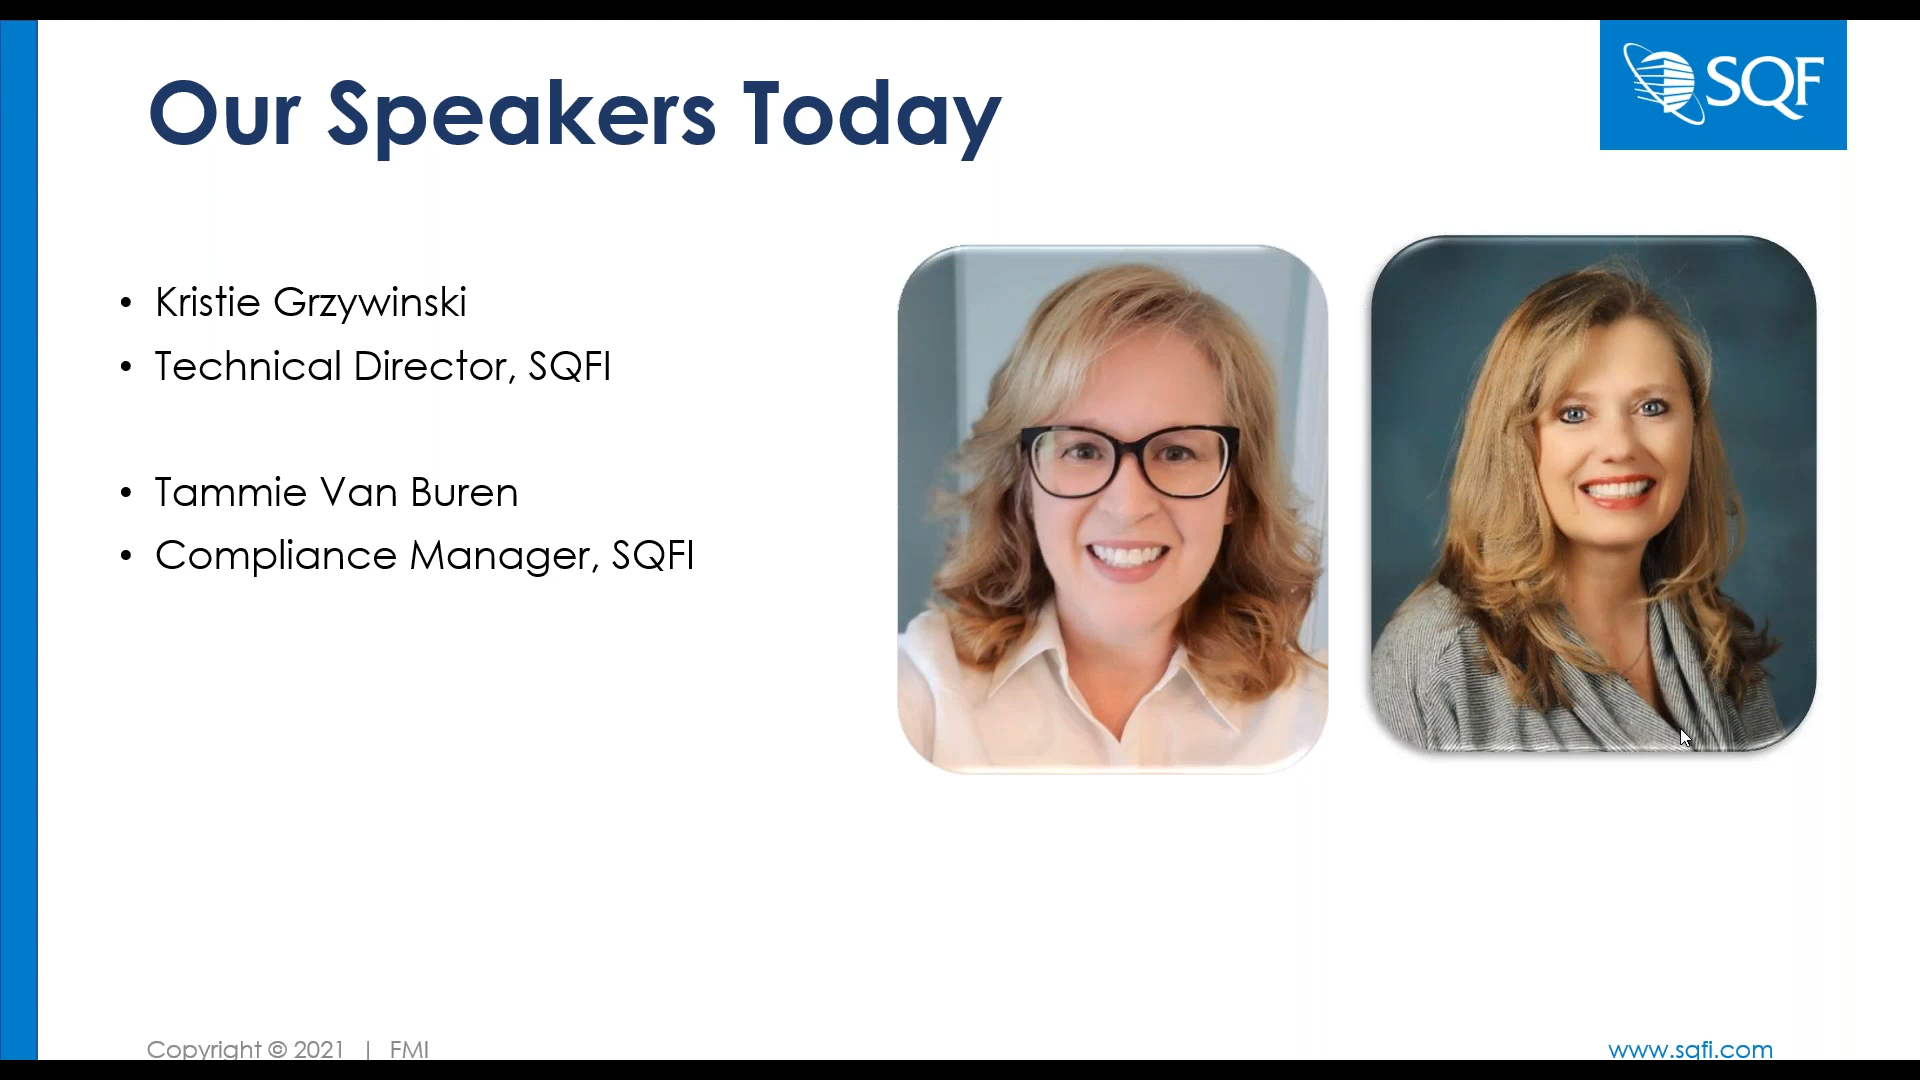 Our Speakers Today
SQF
• Kristie Grzywinski
• Technical Director, SQFI
• Tammie Van Buren
• Compliance Manager, SQFI
Copyright © 2021 | FMI
www.sqfi.com